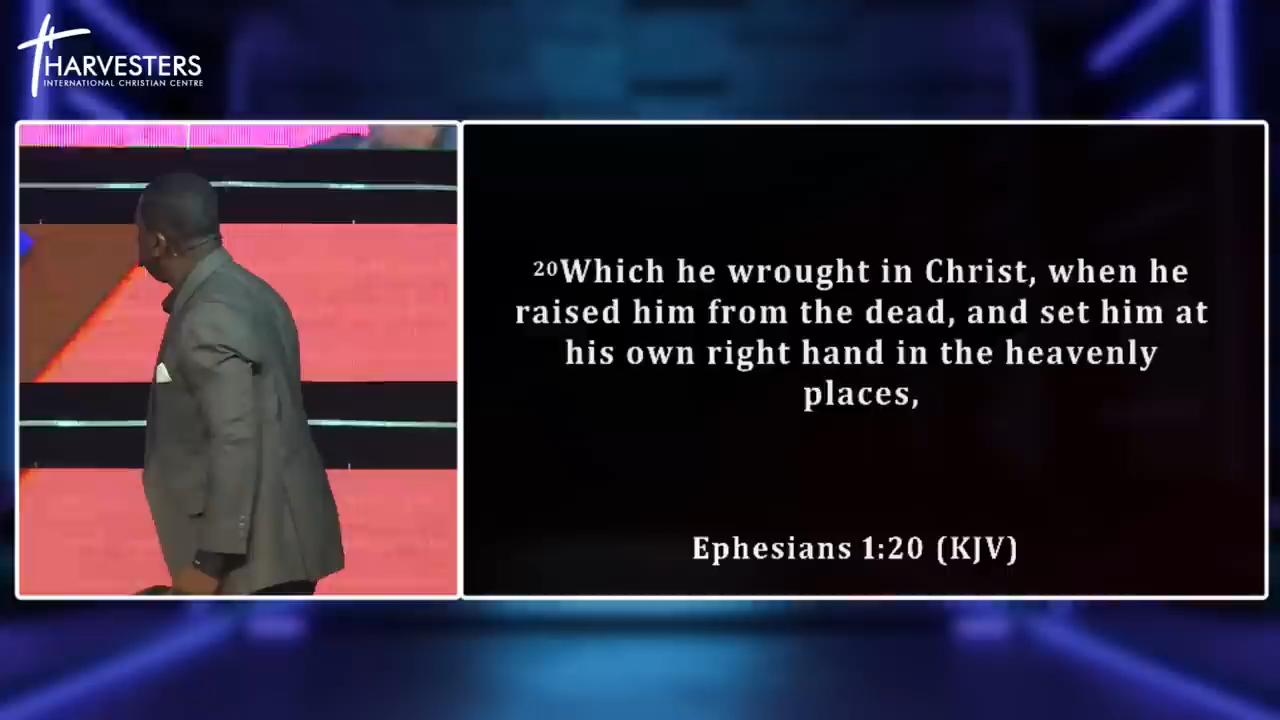 HARVESTERS
INTERNATIONAL CHRISTIAN CENTRE
20Which he wrought in Christ, when he
raised him from the dead, and set him at
his own right hand in the heavenly
places,
Ephesians 1:20 (KJV)